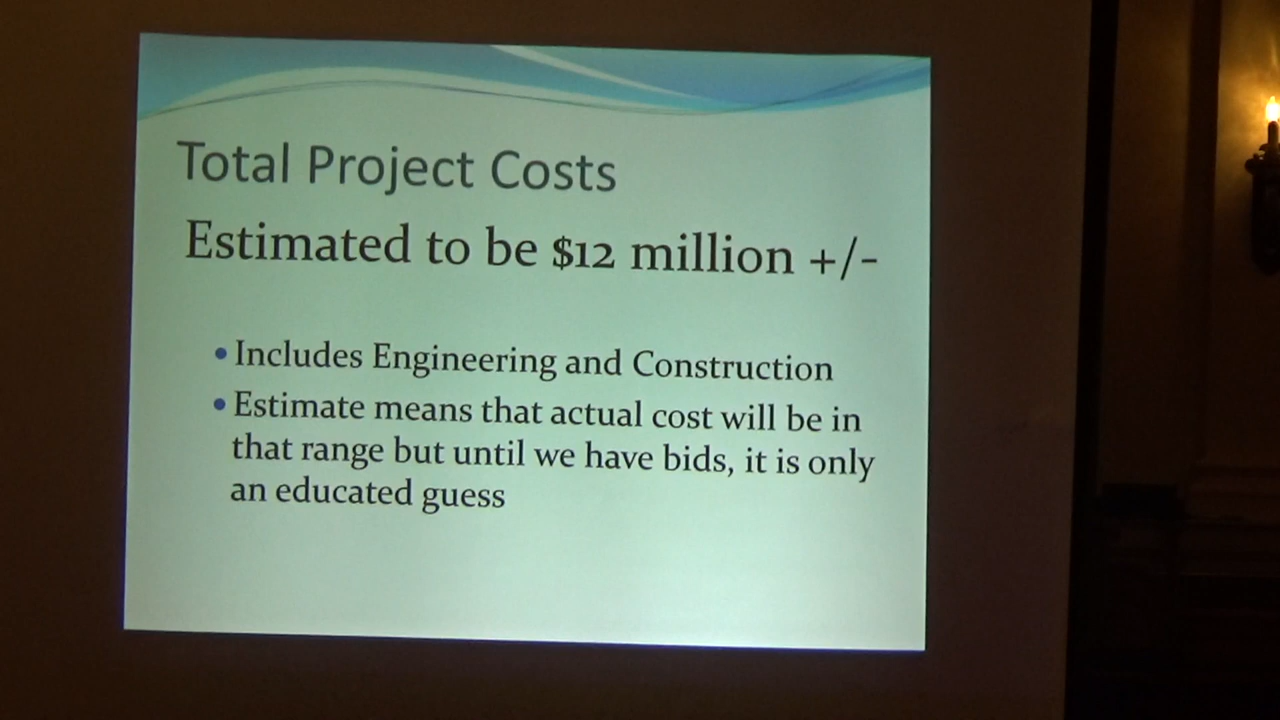 Total Project Costs
Estimated to be $12 million +/-
• Includes Engineering and Construction
• Estimate means that actual cost will be in
that range but until we have bids, it is only
an educated guess